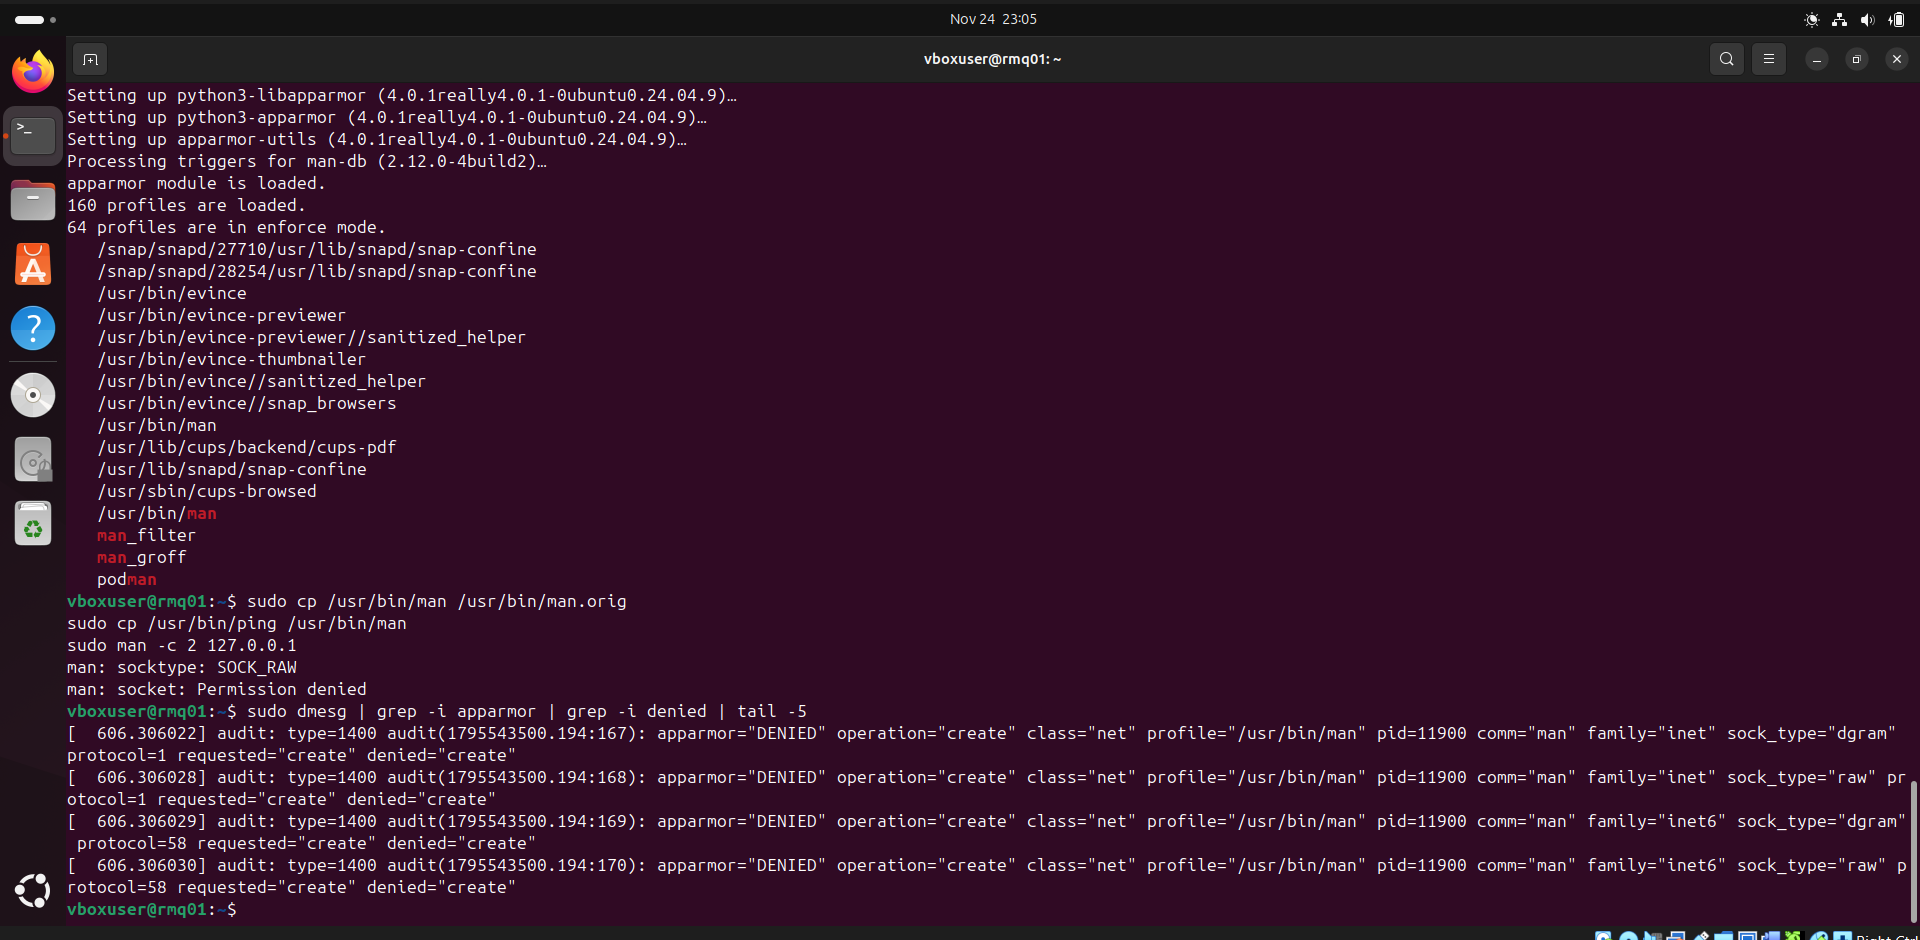 Nov 24 23:05
vboxuser@rmq01: ~
Setting up python3-libapparmor (4.0.1really4.0.1-0ubuntu0.24.04.9)…
Setting up python3-apparmor (4.0.1really4.0.1-0ubuntu0.24.04.9)…
Setting up apparmor-utils (4.0.1really4.0.1-0ubuntu0.24.04.9)…
Processing triggers for man-db (2.12.0-4build2)…
apparmor module is loaded.
160 profiles are loaded.
64 profiles are in enforce mode.
   /snap/snapd/27710/usr/lib/snapd/snap-confine
   /snap/snapd/28254/usr/lib/snapd/snap-confine
   /usr/bin/evince
   /usr/bin/evince-previewer
   /usr/bin/evince-previewer//sanitized_helper
   /usr/bin/evince-thumbnailer
   /usr/bin/evince//sanitized_helper
   /usr/bin/evince//snap_browsers
   /usr/bin/man
   /usr/lib/cups/backend/cups-pdf
   /usr/lib/snapd/snap-confine
   /usr/sbin/cups-browsed
   /usr/bin/man
   man_filter
   man_groff
   podman
vboxuser@rmq01:~$ sudo cp /usr/bin/man /usr/bin/man.orig
sudo cp /usr/bin/ping /usr/bin/man
sudo man -c 2 127.0.0.1
man: socktype: SOCK_RAW
man: socket: Permission denied
vboxuser@rmq01:~$ sudo dmesg | grep -i apparmor | grep -i denied | tail -5
[  606.306022] audit: type=1400 audit(1795543500.194:167): apparmor="DENIED" operation="create" class="net" profile="/usr/bin/man" pid=11900 comm="man" family="inet" sock_type="dgram"
protocol=1 requested="create" denied="create"
[  606.306028] audit: type=1400 audit(1795543500.194:168): apparmor="DENIED" operation="create" class="net" profile="/usr/bin/man" pid=11900 comm="man" family="inet" sock_type="raw" pr
otocol=1 requested="create" denied="create"
[  606.306029] audit: type=1400 audit(1795543500.194:169): apparmor="DENIED" operation="create" class="net" profile="/usr/bin/man" pid=11900 comm="man" family="inet6" sock_type="dgram"
 protocol=58 requested="create" denied="create"
[  606.306030] audit: type=1400 audit(1795543500.194:170): apparmor="DENIED" operation="create" class="net" profile="/usr/bin/man" pid=11900 comm="man" family="inet6" sock_type="raw" p
rotocol=58 requested="create" denied="create"
vboxuser@rmq01:~$
Right Ctrl